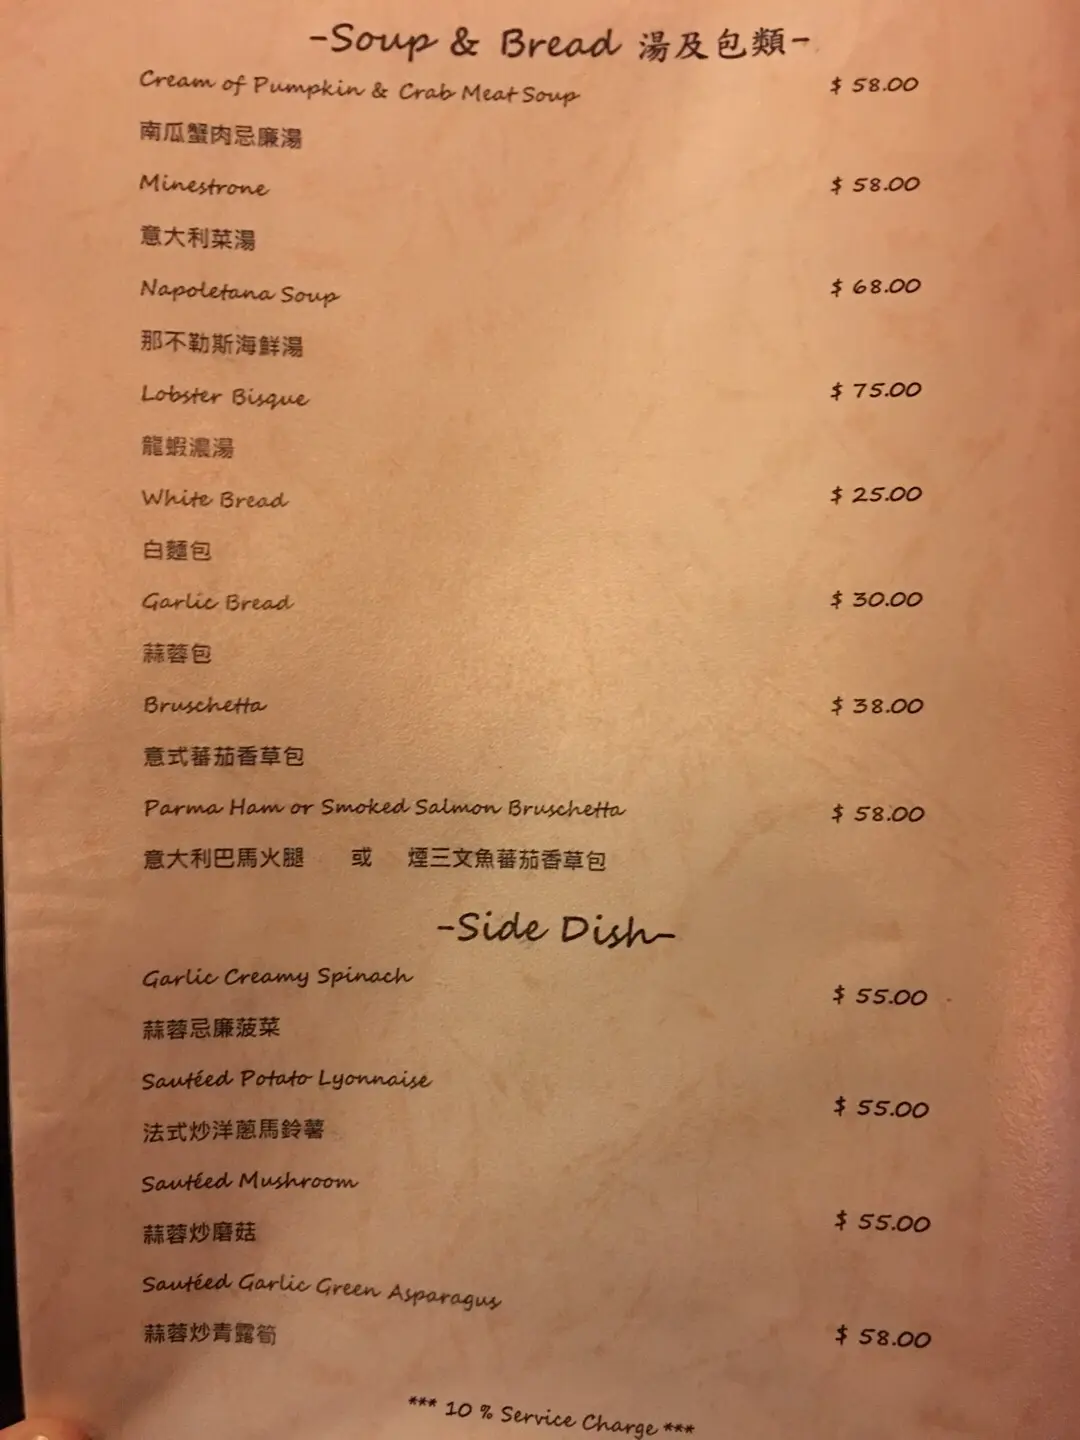 -Soup & Bread 湯及包類-
Cream of Pumpkin & Crab Meat Soup $ 58.00
南瓜蟹肉忌廉湯
Minestrone $ 58.00
意大利菜湯
Napoletana Soup $ 68.00
那不勒斯海鮮湯
Lobster Bisque $ 75.00
龍蝦濃湯
White Bread $ 25.00
白麵包
Garlic Bread $ 30.00
蒜蓉包
Bruschetta $ 38.00
意式蕃茄香草包
Parma Ham or Smoked Salmon Bruschetta $ 58.00
意大利巴馬火腿 或 煙三文魚蕃茄香草包
-Side Dish-
Garlic Creamy Spinach $ 55.00
蒜蓉忌廉菠菜
Sautéed Potato Lyonnaise $ 55.00
法式炒洋蔥馬鈴薯
Sautéed Mushroom $ 55.00
蒜蓉炒磨菇
Sautéed Garlic Green Asparagus $ 58.00
蒜蓉炒青露筍
*** 10 % Service Charge ***